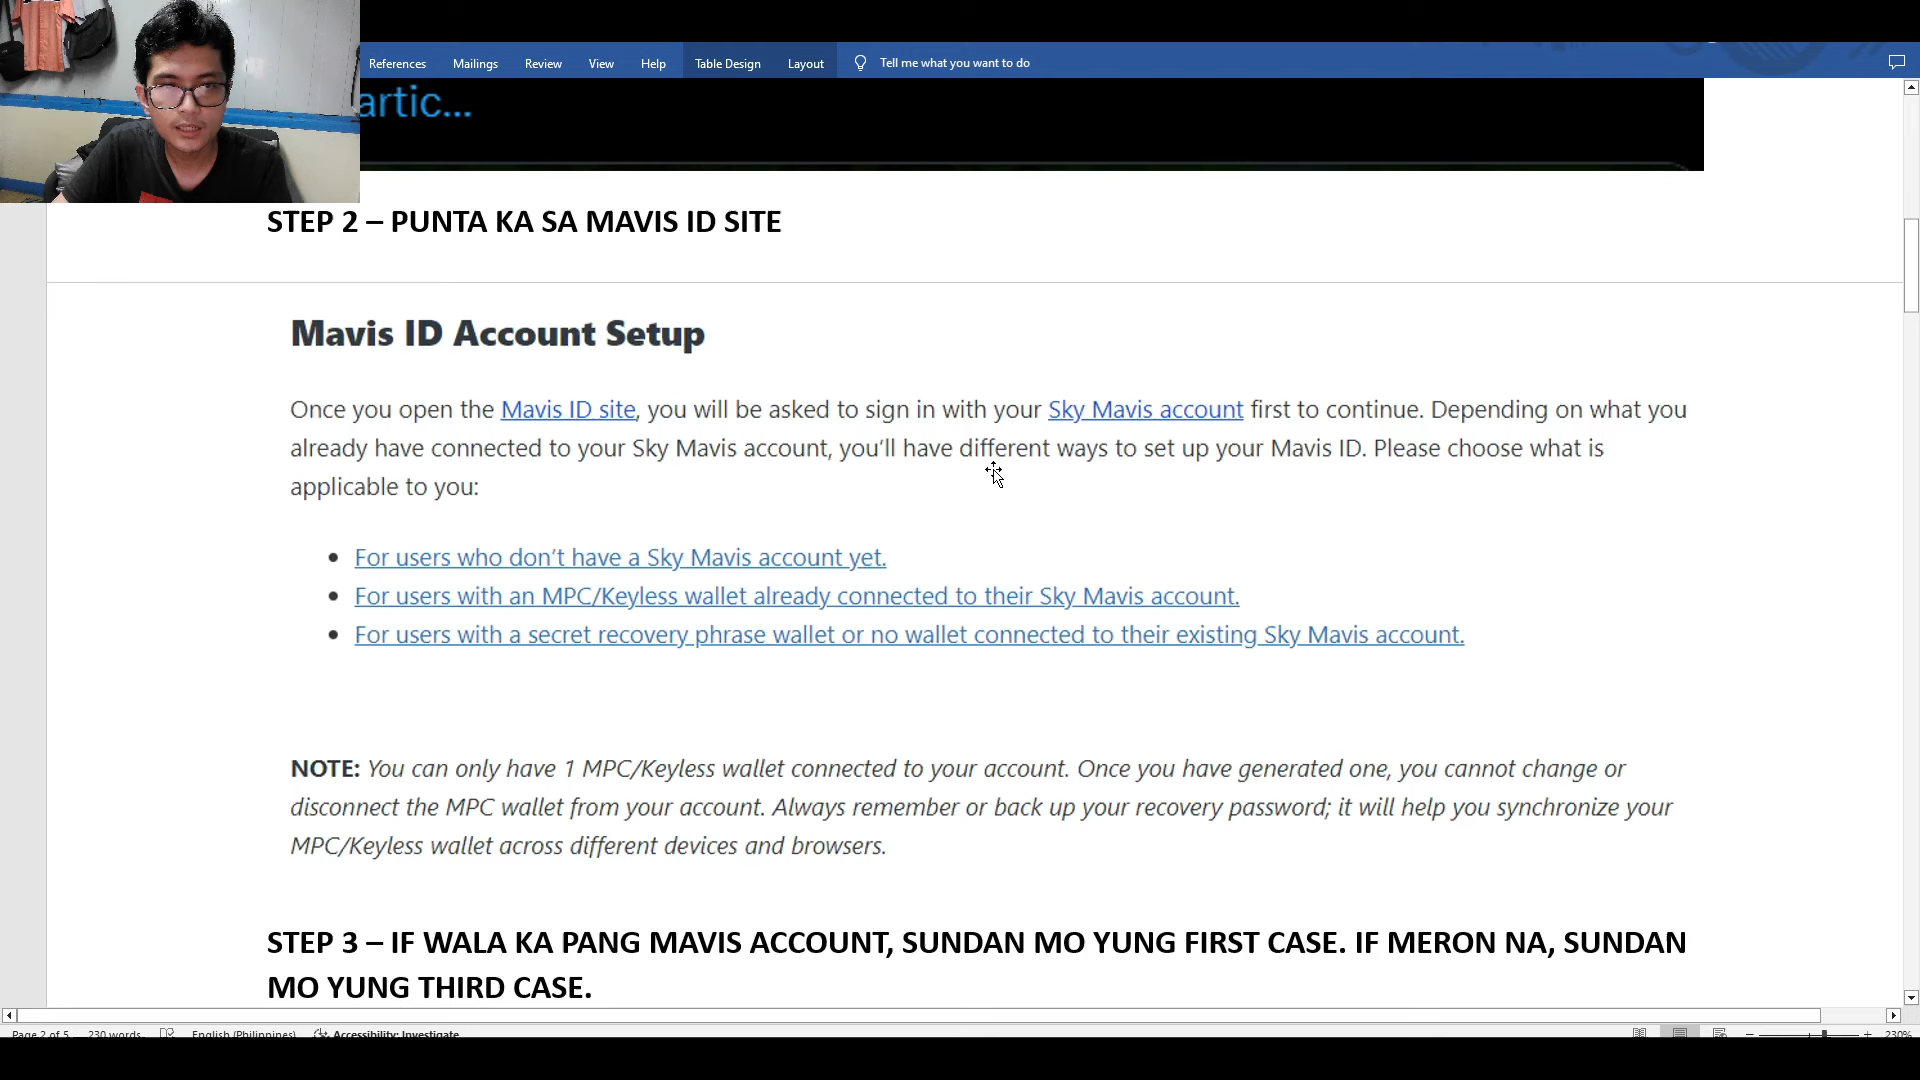 References Mailings Review View Help Table Design Layout Tell me what you want to do
artic...
STEP 2 – PUNTA KA SA MAVIS ID SITE
Mavis ID Account Setup
Once you open the Mavis ID site, you will be asked to sign in with your Sky Mavis account first to continue. Depending on what you
already have connected to your Sky Mavis account, you’ll have different ways to set up your Mavis ID. Please choose what is
applicable to you:
• For users who don’t have a Sky Mavis account yet.
• For users with an MPC/Keyless wallet already connected to their Sky Mavis account.
• For users with a secret recovery phrase wallet or no wallet connected to their existing Sky Mavis account.
NOTE: You can only have 1 MPC/Keyless wallet connected to your account. Once you have generated one, you cannot change or
disconnect the MPC wallet from your account. Always remember or back up your recovery password; it will help you synchronize your
MPC/Keyless wallet across different devices and browsers.
STEP 3 – IF WALA KA PANG MAVIS ACCOUNT, SUNDAN MO YUNG FIRST CASE. IF MERON NA, SUNDAN
MO YUNG THIRD CASE.
Page 2 of 5 230 words English (Philippines) Accessibility: Investigate 230%